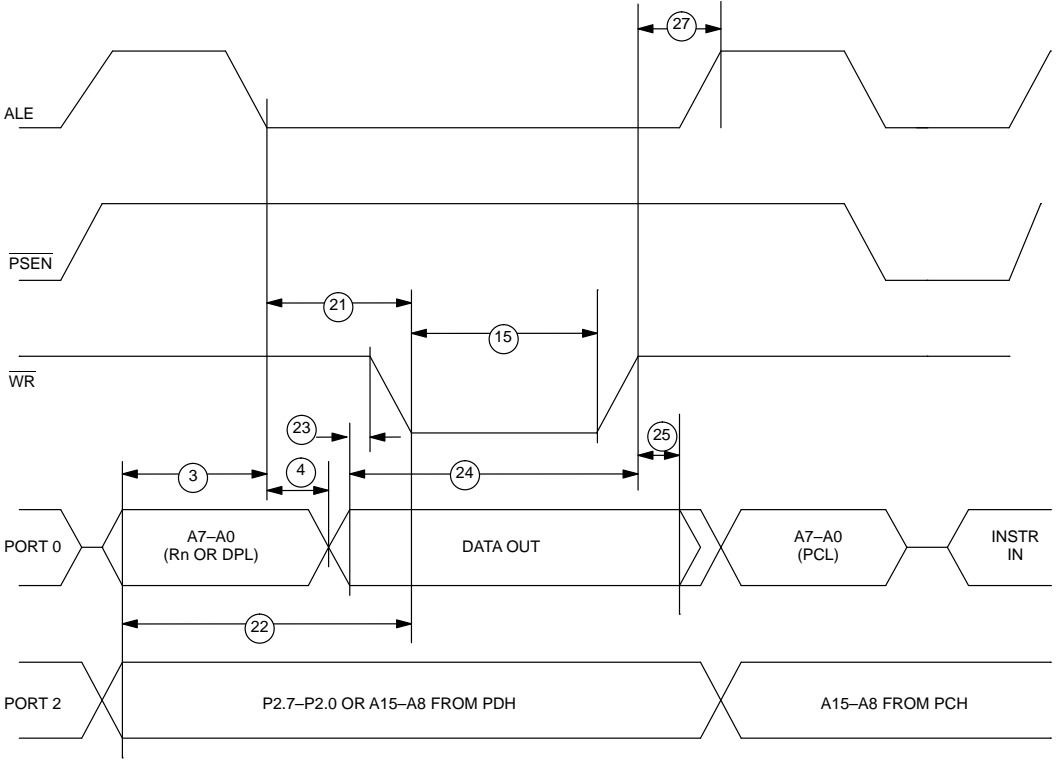 27
ALE
PSEN
21
15
WR
23
25
3
4
24
PORT 0
A7–A0
(Rn OR DPL)
DATA OUT
A7–A0
(PCL)
INSTR
IN
22
PORT 2
P2.7–P2.0 OR A15–A8 FROM PDH
A15–A8 FROM PCH